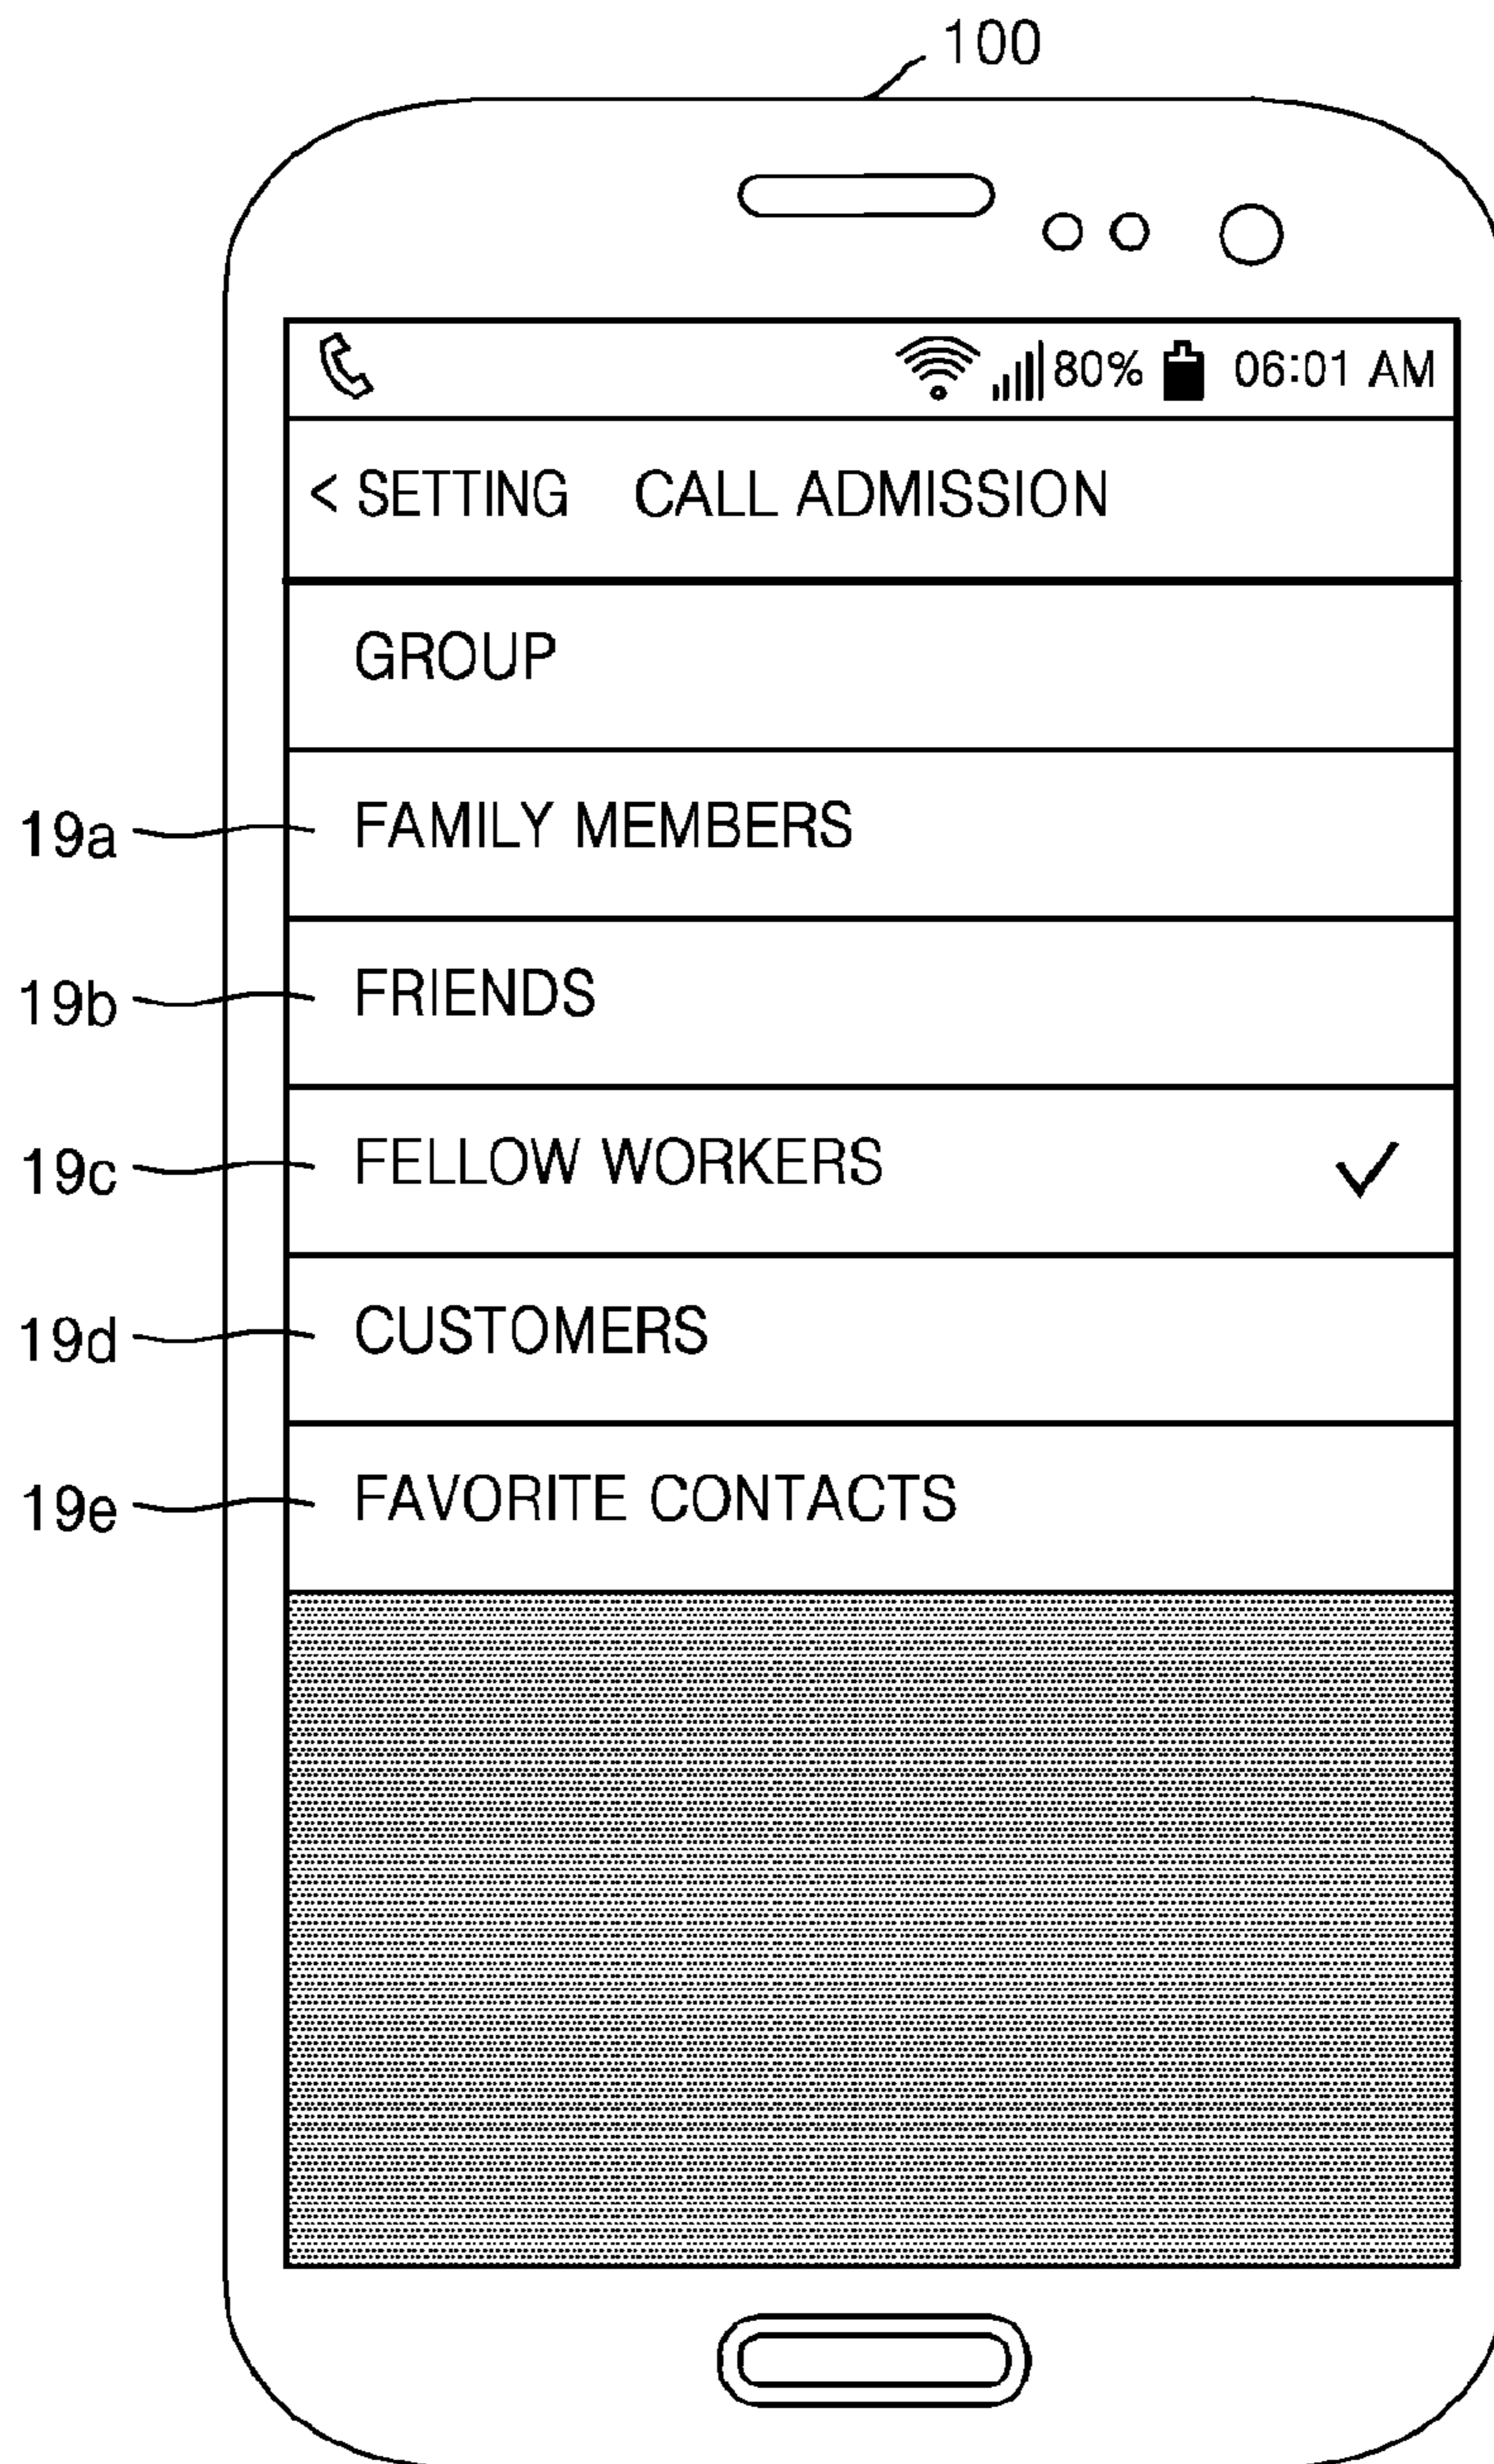 100
80% 06:01 AM
< SETTING CALL ADMISSION
GROUP
19a FAMILY MEMBERS
19b FRIENDS
19c FELLOW WORKERS
19d CUSTOMERS
19e FAVORITE CONTACTS